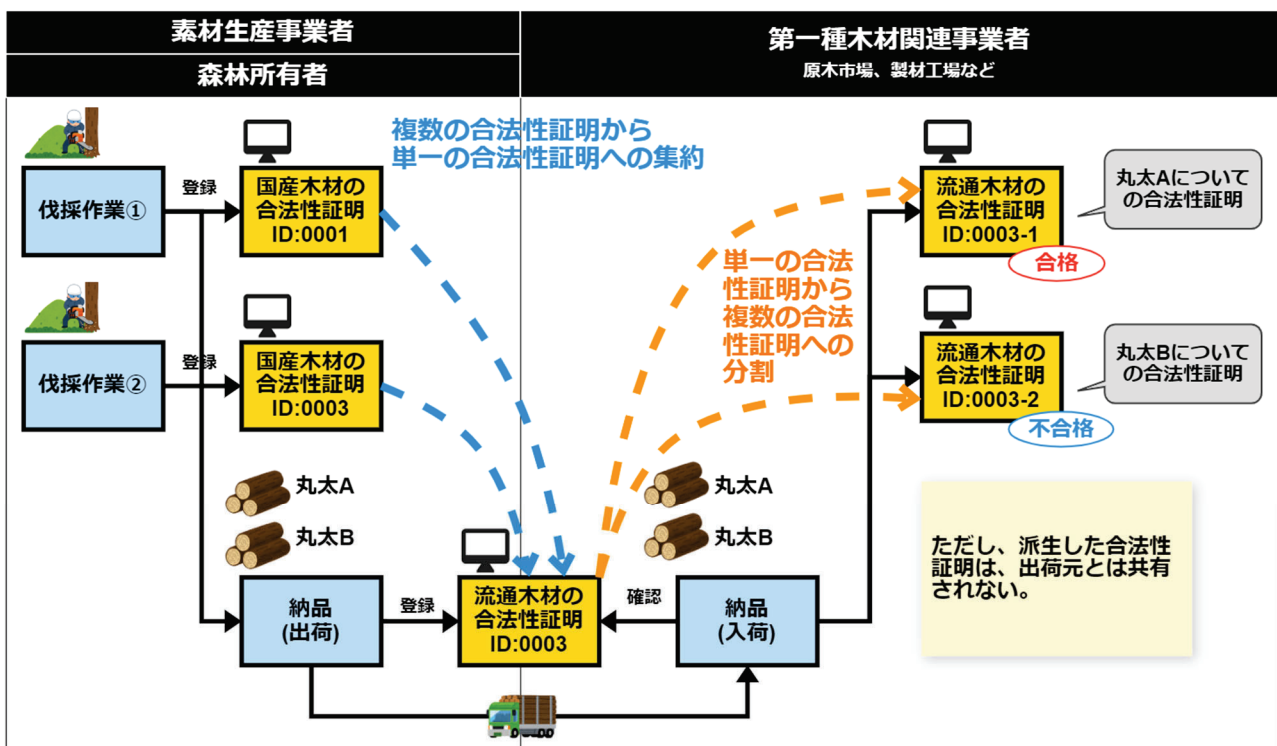 素材生産事業者
森林所有者
第一種木材関連事業者
原木市場、製材工場など
伐採作業①
登録
国産木材の
合法性証明
ID:0001
複数の合法性証明から
単一の合法性証明への集約
伐採作業②
登録
国産木材の
合法性証明
ID:0003
単一の合法
性証明から
複数の合法
性証明への
分割
流通木材の
合法性証明
ID:0003-1
合格
丸太Aについて
の合法性証明
流通木材の
合法性証明
ID:0003-2
不合格
丸太Bについて
の合法性証明
丸太A
丸太B
丸太A
丸太B
納品
(出荷)
登録
流通木材の
合法性証明
ID:0003
確認
納品
(入荷)
ただし、派生した合法性
証明は、出荷元とは共有
されない。